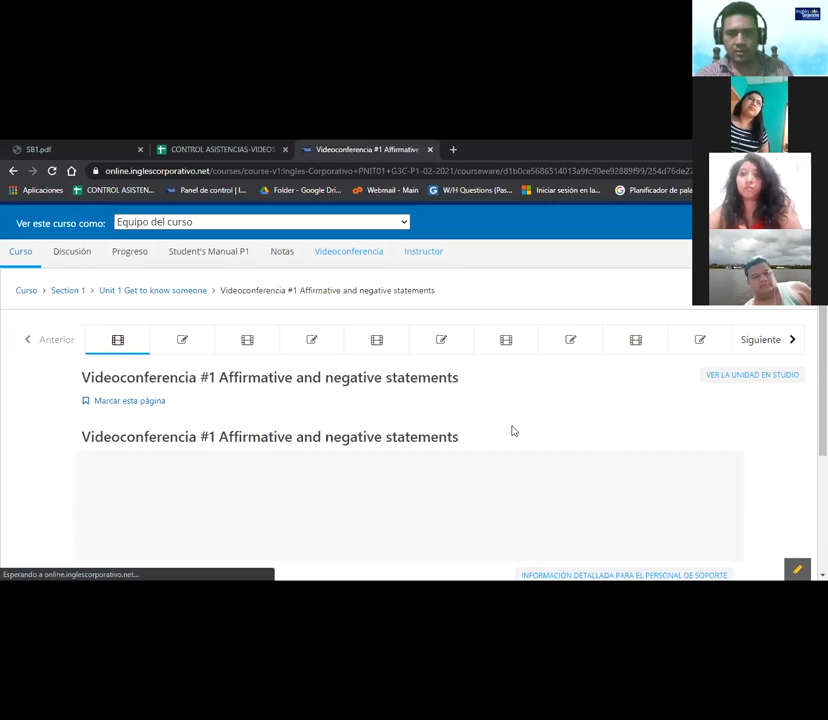 Inglés
SB1.pdf
CONTROL ASISTENCIAS-VIDEOS
Videoconferencia #1 Affirmative
online.inglescorporativo.net/courses/course-v1:Ingles-Corporativo+PNIT01+G3C-P1-02-2021/courseware/d1b0ce5686514013a9fc90ee92889f99/254d76de27
Aplicaciones
CONTROL ASISTEN...
Panel de control | I...
Folder - Google Dri...
Webmail - Main
W/H Questions (Pas...
Iniciar sesión en la...
Planificador de pala
Ver este curso como:
Equipo del curso
Curso
Discusión
Progreso
Student's Manual P1
Notas
Videoconferencia
Instructor
Curso > Section 1 > Unit 1 Get to know someone > Videoconferencia #1 Affirmative and negative statements
Anterior
Siguiente
Videoconferencia #1 Affirmative and negative statements
VER LA UNIDAD EN STUDIO
Marcar esta página
Videoconferencia #1 Affirmative and negative statements
Esperando a online.inglescorporativo.net...
INFORMACIÓN DETALLADA PARA EL PERSONAL DE SOPORTE